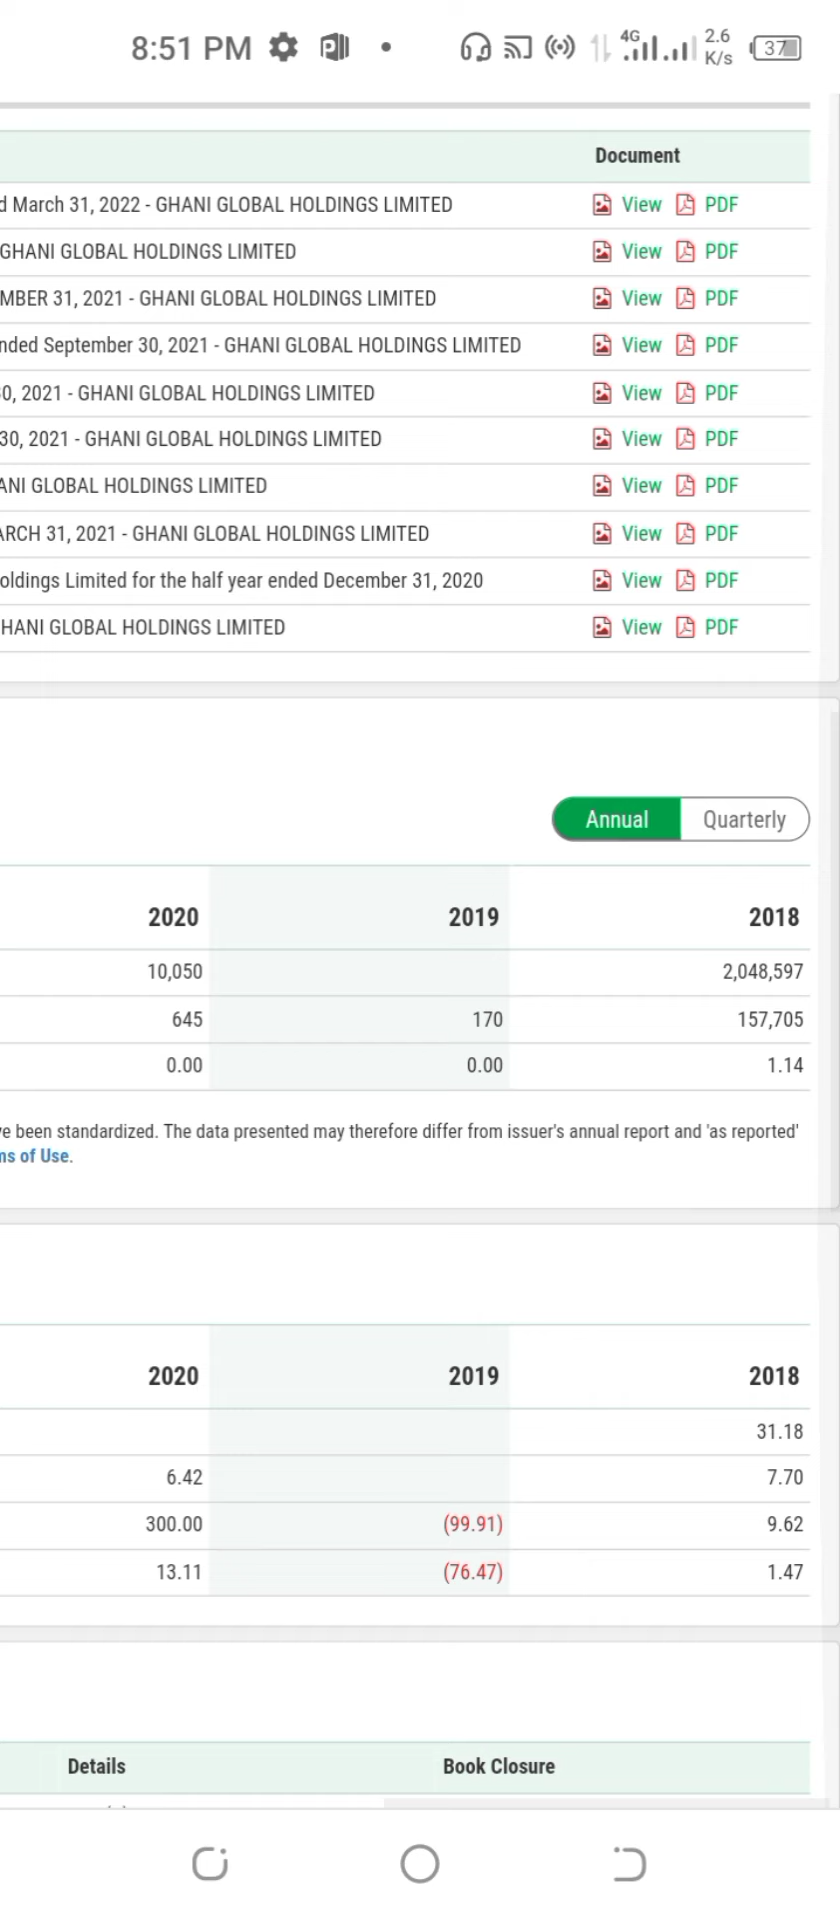 8:51 PM 4G 2.6 K/s 37
Document
d March 31, 2022 - GHANI GLOBAL HOLDINGS LIMITED View PDF
GHANI GLOBAL HOLDINGS LIMITED View PDF
MBER 31, 2021 - GHANI GLOBAL HOLDINGS LIMITED View PDF
nded September 30, 2021 - GHANI GLOBAL HOLDINGS LIMITED View PDF
30, 2021 - GHANI GLOBAL HOLDINGS LIMITED View PDF
30, 2021 - GHANI GLOBAL HOLDINGS LIMITED View PDF
ANI GLOBAL HOLDINGS LIMITED View PDF
ARCH 31, 2021 - GHANI GLOBAL HOLDINGS LIMITED View PDF
oldings Limited for the half year ended December 31, 2020 View PDF
HANI GLOBAL HOLDINGS LIMITED View PDF
Annual Quarterly
2020 2019 2018
10,050 2,048,597
645 170 157,705
0.00 0.00 1.14
ve been standardized. The data presented may therefore differ from issuer's annual report and 'as reported'
ms of Use.
2020 2019 2018
31.18
6.42 7.70
300.00 (99.91) 9.62
13.11 (76.47) 1.47
Details Book Closure